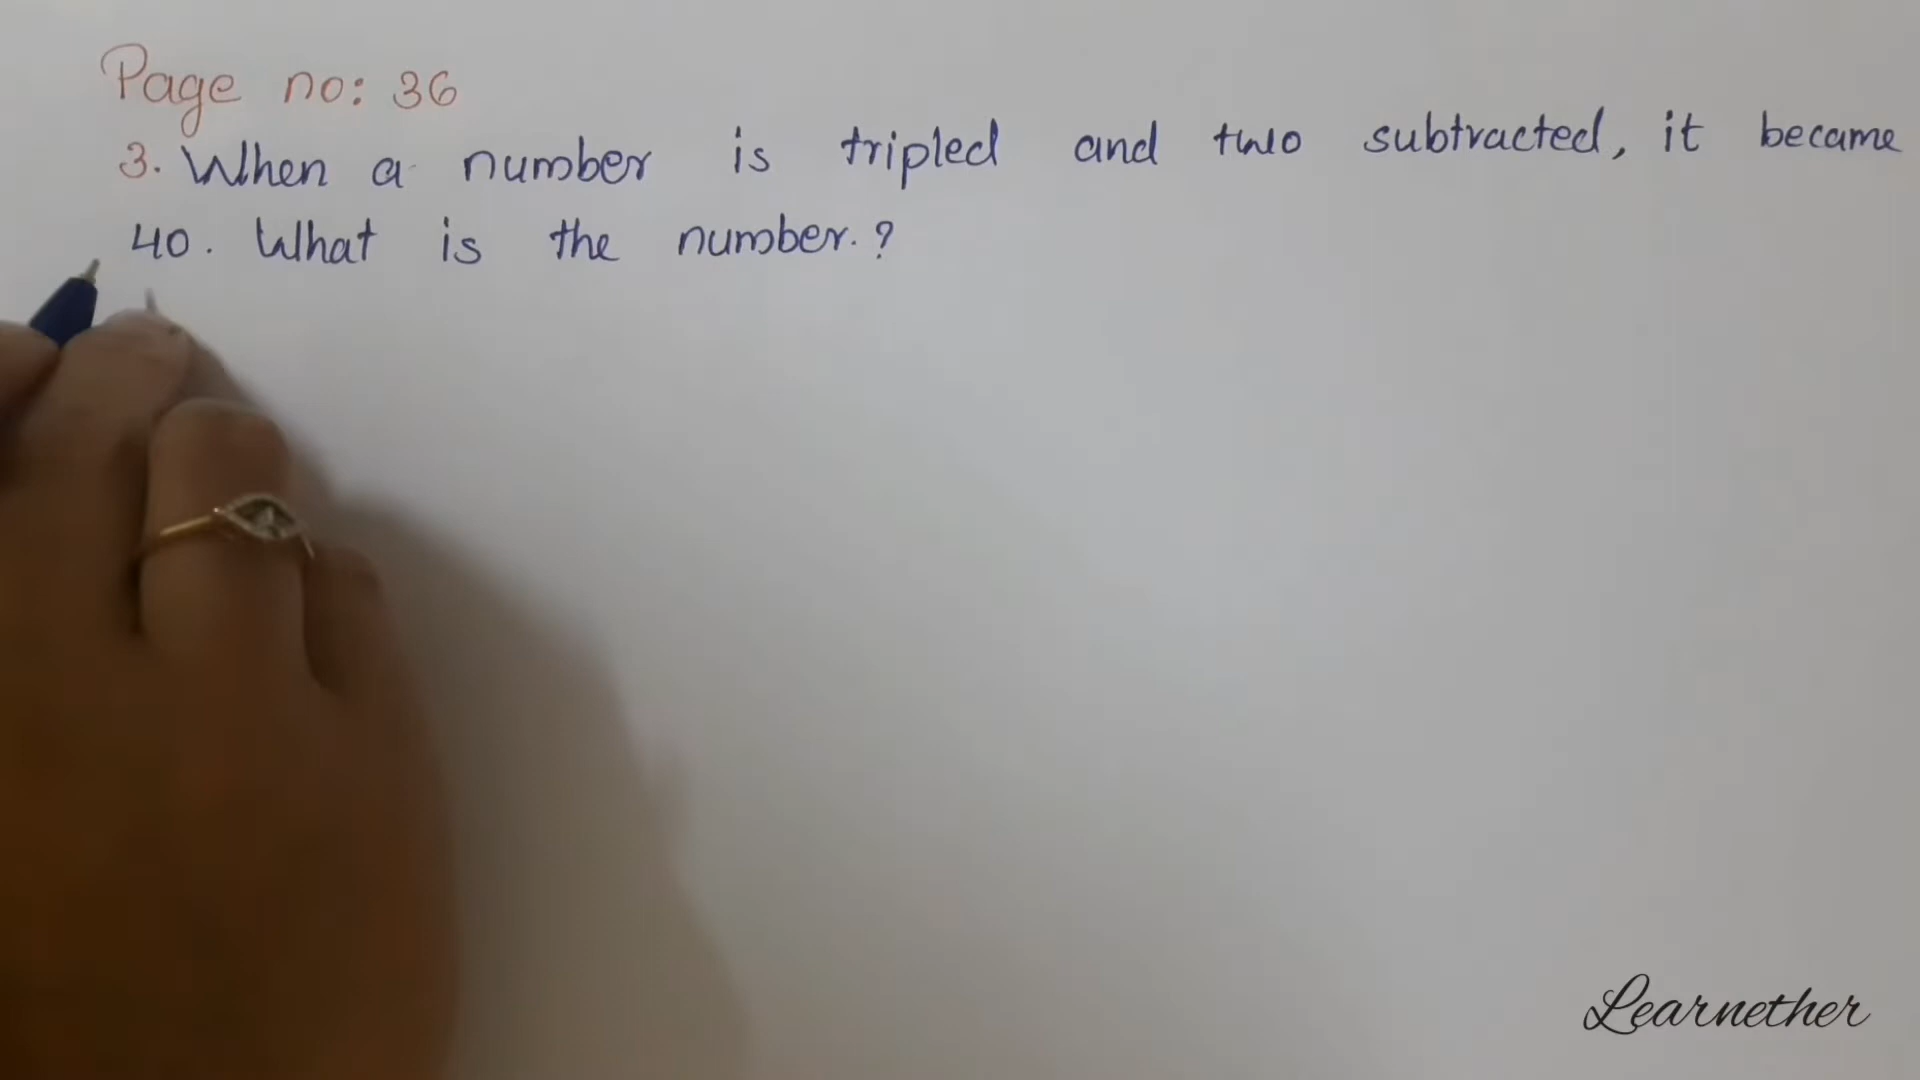 Page no: 36
3. When a number is tripled and two subtracted, it became
40. What is the number.?
Learnether